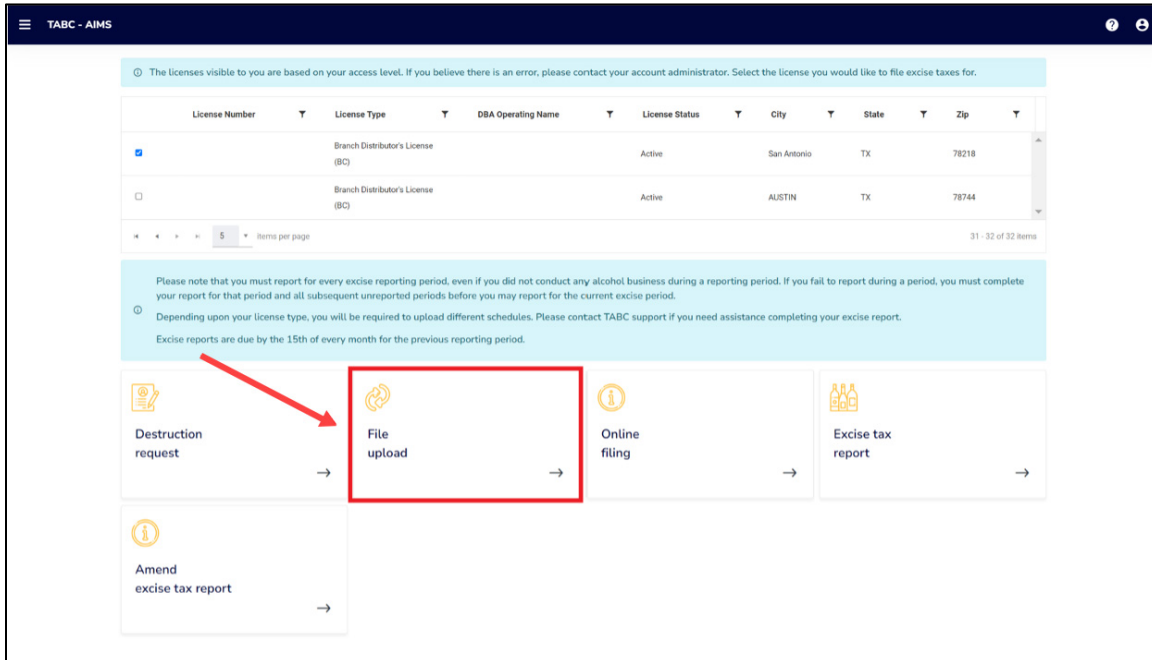 TABC - AIMS
The licenses visible to you are based on your access level. If you believe there is an error, please contact your account administrator. Select the license you would like to file excise taxes for.
License Number License Type DBA Operating Name License Status City State Zip
Branch Distributor's License
(BC)
Active San Antonio TX 78218
Branch Distributor's License
(BC)
Active AUSTIN TX 78744
5 items per page 31 - 32 of 32 items
Please note that you must report for every excise reporting period, even if you did not conduct any alcohol business during a reporting period. If you fail to report during a period, you must complete
your report for that period and all subsequent unreported periods before you may report for the current excise period.
Depending upon your license type, you will be required to upload different schedules. Please contact TABC support if you need assistance completing your excise report.
Excise reports are due by the 15th of every month for the previous reporting period.
Destruction
request
File
upload
Online
filing
Excise tax
report
Amend
excise tax report